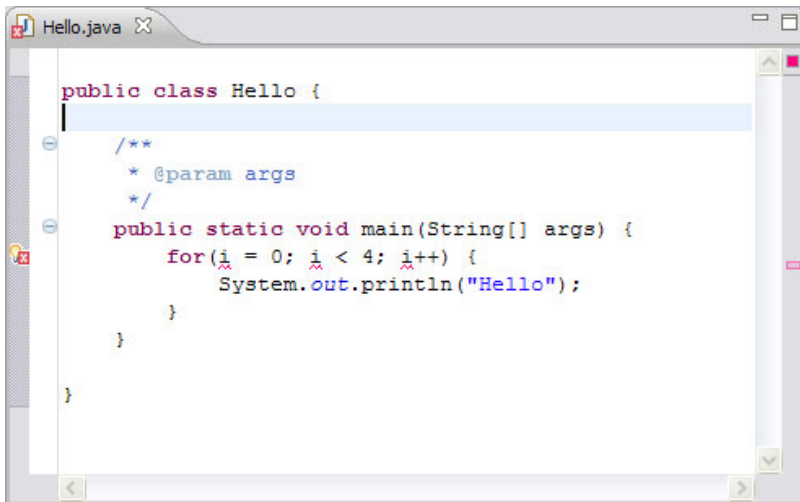 Hello.java
public class Hello {
/**
* @param args
*/
public static void main(String[] args) {
for(i = 0; i < 4; i++) {
System.out.println("Hello");
}
}
}